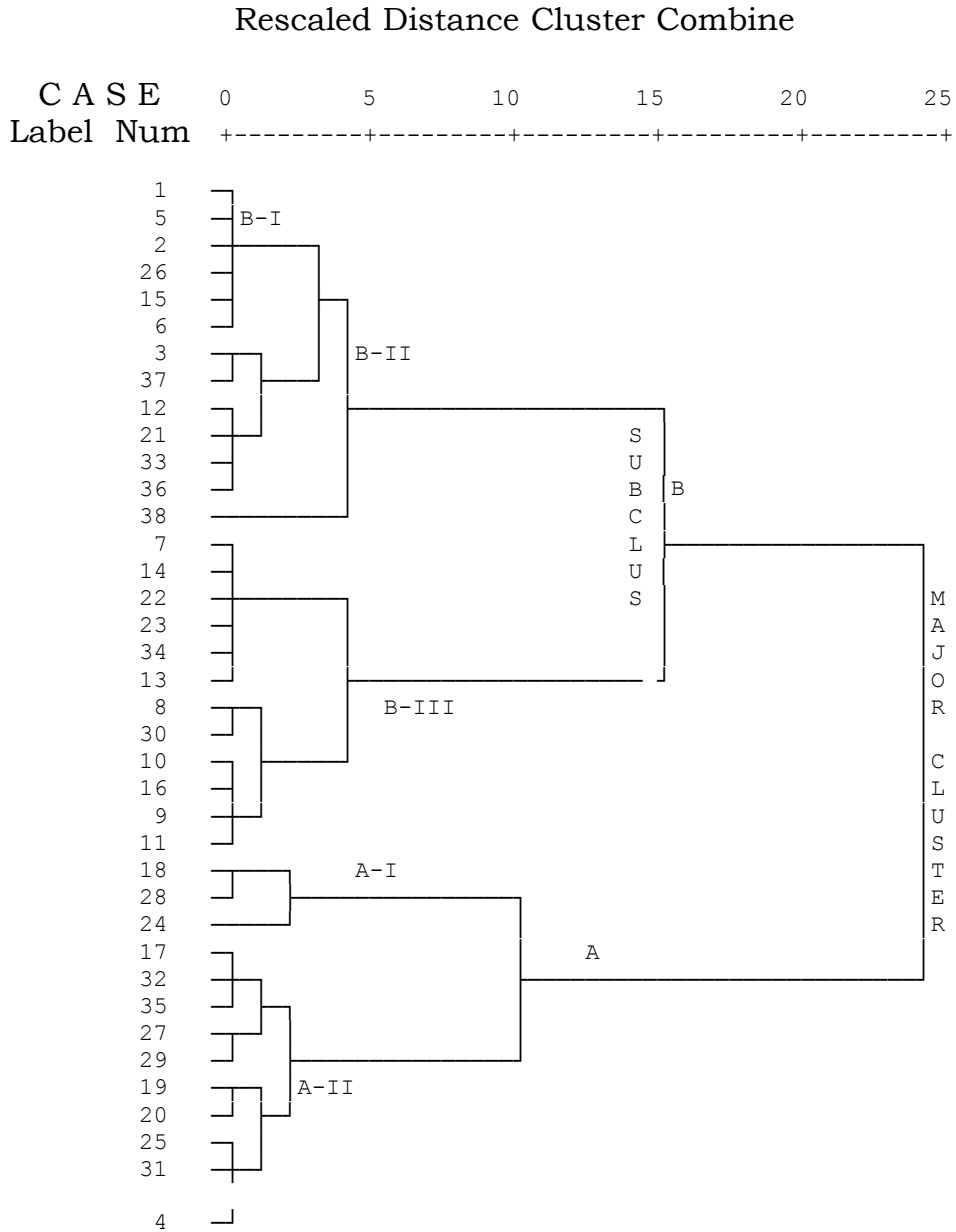 Rescaled Distance Cluster Combine
C A S E 0 5 10 15 20 25
Label Num +---------+---------+---------+---------+---------+
1
5 B-I
2
26
15
6
3 B-II
37
12
21 S
33 U
36 B B
38 C
7 L
14 U
22 S M
23 A
34 J
13 O
8 B-III R
30
10 C
16 L
9 U
11 S
18 A-I T
28 E
24 R
17 A
32
35
27
29
19 A-II
20
25
31
4